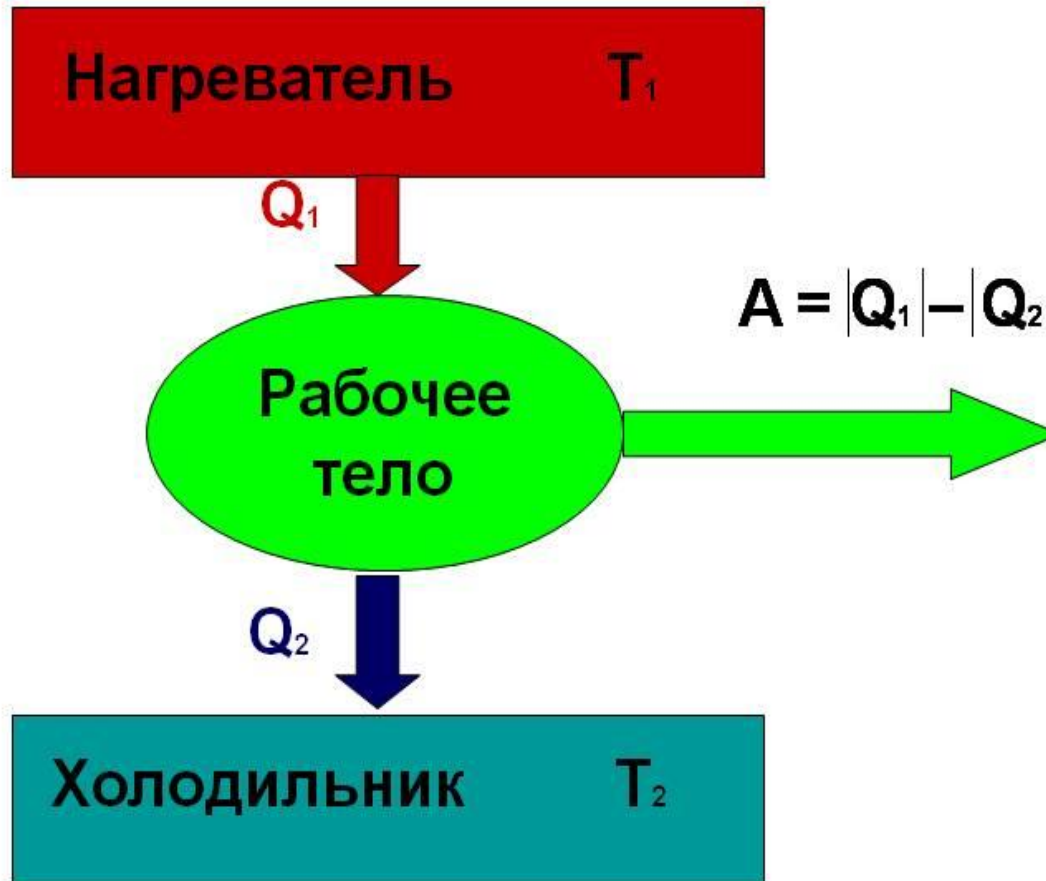 Нагреватель T₁
Q₁
A = |Q₁| – |Q₂
Рабочее
тело
Q₂
Холодильник T₂